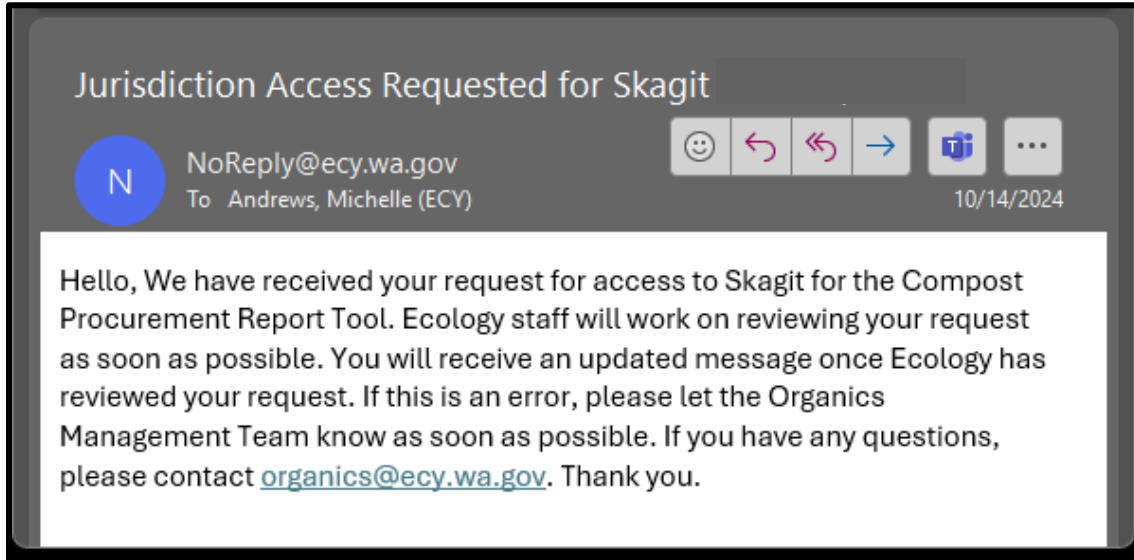 Jurisdiction Access Requested for Skagit
N
NoReply@ecy.wa.gov
To Andrews, Michelle (ECY)
10/14/2024
Hello, We have received your request for access to Skagit for the Compost
Procurement Report Tool. Ecology staff will work on reviewing your request
as soon as possible. You will receive an updated message once Ecology has
reviewed your request. If this is an error, please let the Organics
Management Team know as soon as possible. If you have any questions,
please contact organics@ecy.wa.gov. Thank you.